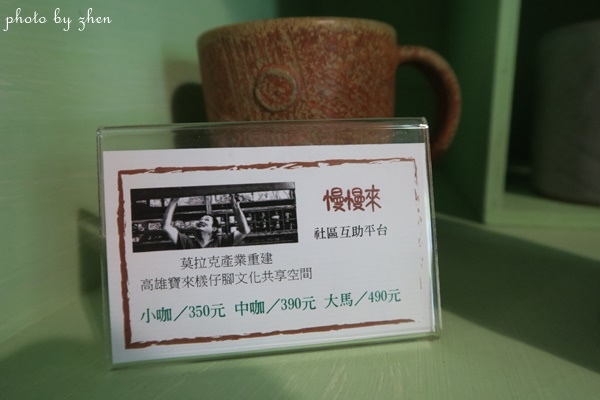 photo by zhen
慢慢來
社區互助平台
莫拉克產業重建
高雄寶來檨仔腳文化共享空間
小咖／350元 中咖／390元 大馬／490元